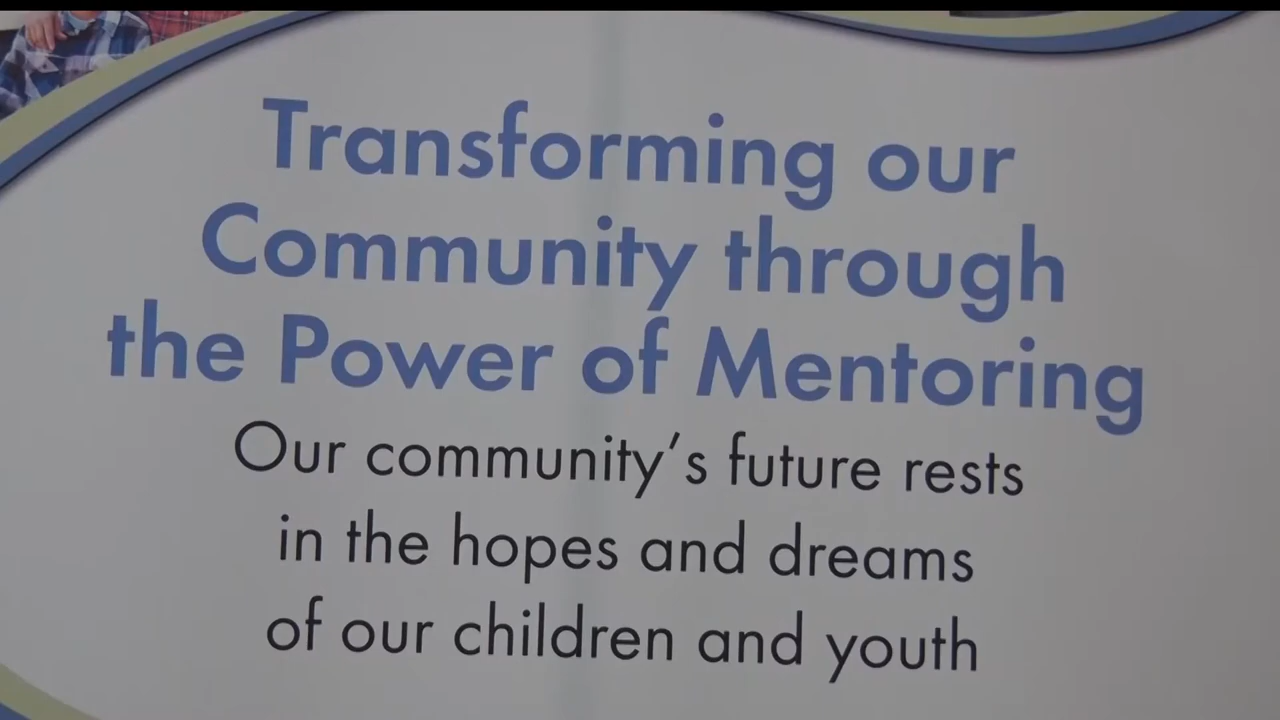 Transforming our
Community through
the Power of Mentoring
Our community's future rests
in the hopes and dreams
of our children and youth